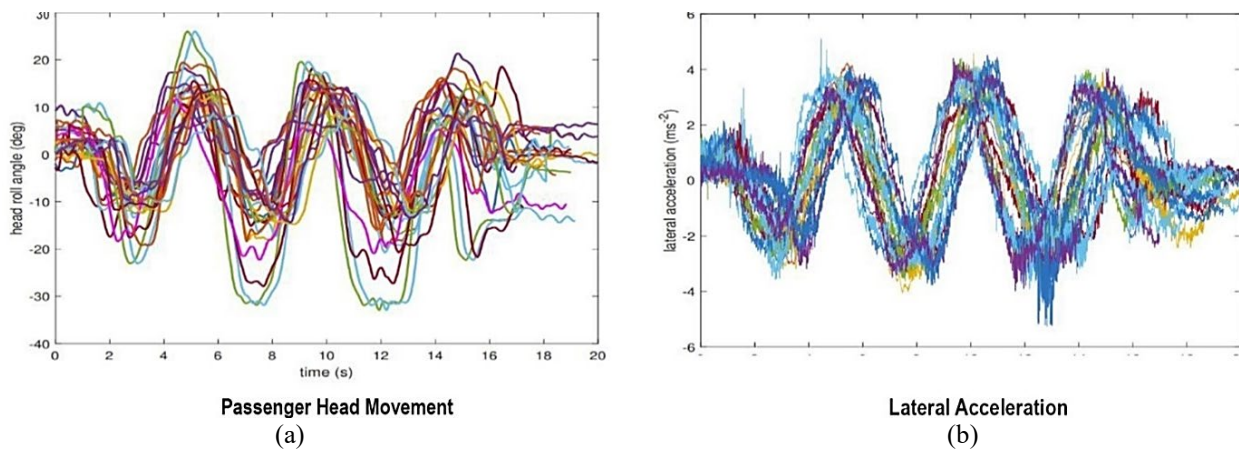 30
20
10
0
-10
-20
-30
-40
head roll angle (deg)
0 2 4 6 8 10 12 14 16 18 20
time (s)
Passenger Head Movement
(a)
6
4
2
0
-2
-4
-6
lateral acceleration (ms-2)
Lateral Acceleration
(b)